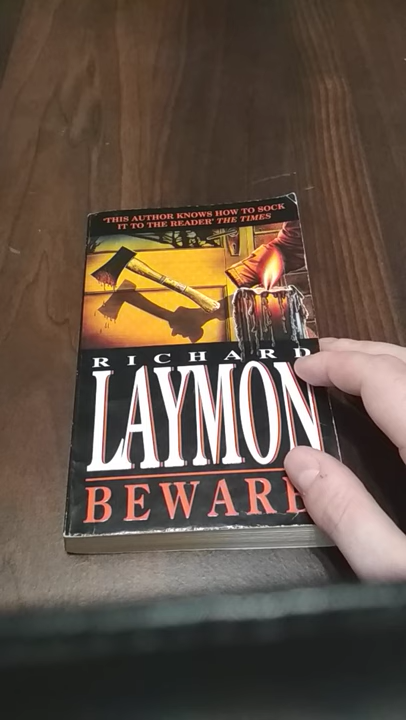 'THIS AUTHOR KNOWS HOW TO SOCK
IT TO THE READER' THE TIMES
RICHARD
LAYMON
BEWARE